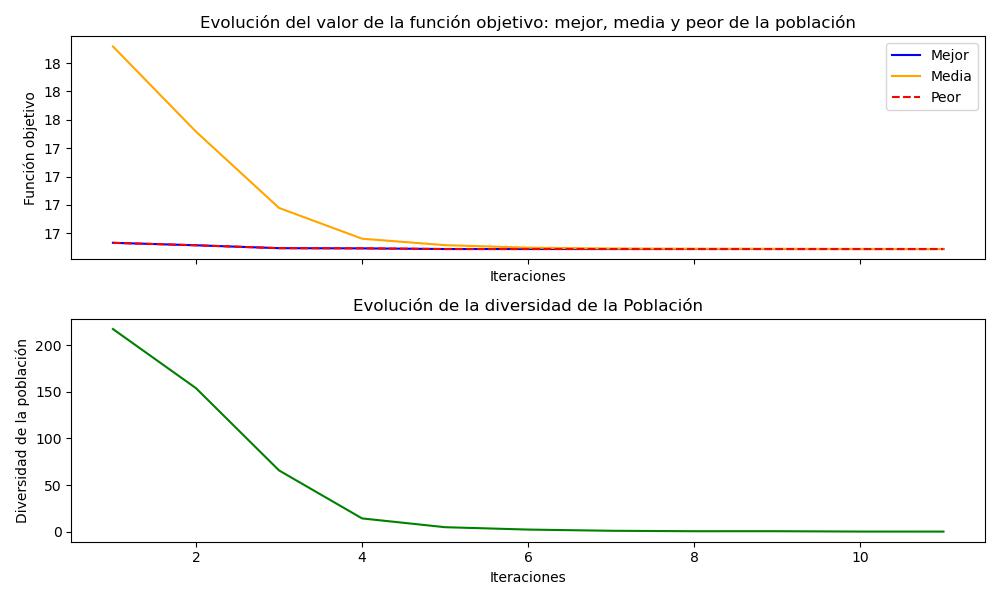 Evolución del valor de la función objetivo: mejor, media y peor de la población
Función objetivo
18
18
18
17
17
17
17
Mejor
Media
Peor
Iteraciones
Evolución de la diversidad de la Población
Diversidad de la población
200
150
100
50
0
2 4 6 8 10
Iteraciones